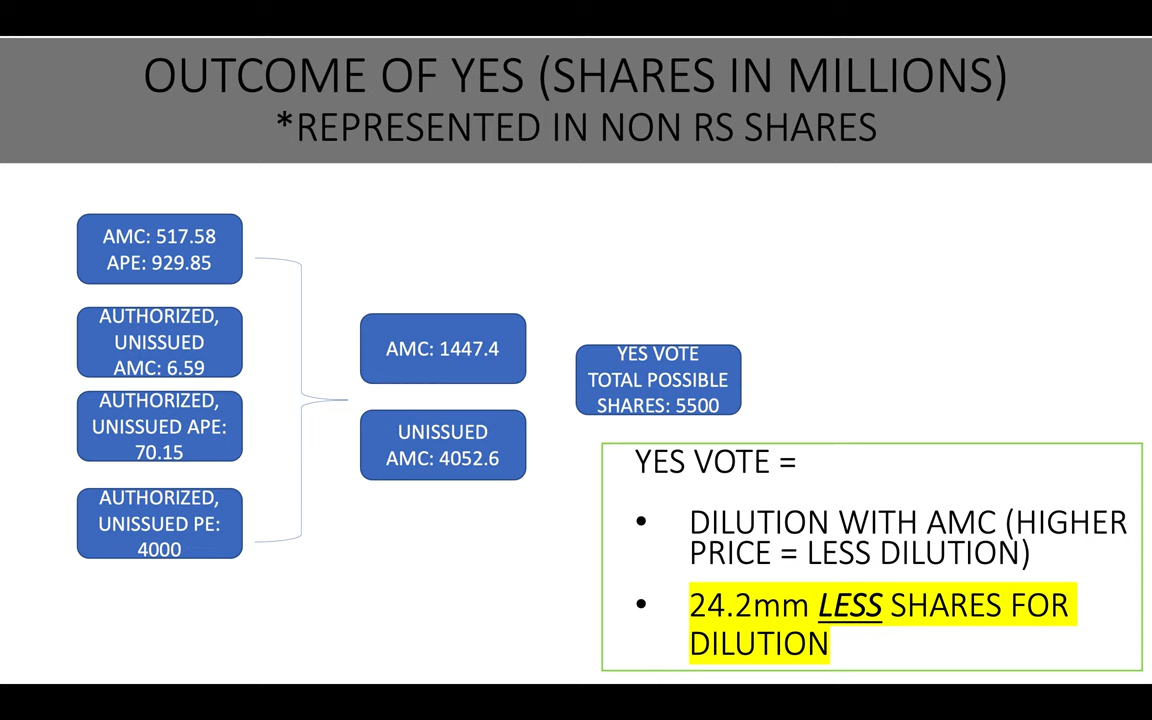 OUTCOME OF YES (SHARES IN MILLIONS)
*REPRESENTED IN NON RS SHARES
AMC: 517.58
APE: 929.85
AUTHORIZED,
UNISSUED
AMC: 6.59
AUTHORIZED,
UNISSUED APE:
70.15
AUTHORIZED,
UNISSUED PE:
4000
AMC: 1447.4
UNISSUED
AMC: 4052.6
YES VOTE
TOTAL POSSIBLE
SHARES: 5500
YES VOTE =
• DILUTION WITH AMC (HIGHER
PRICE = LESS DILUTION)
• 24.2mm LESS SHARES FOR
DILUTION